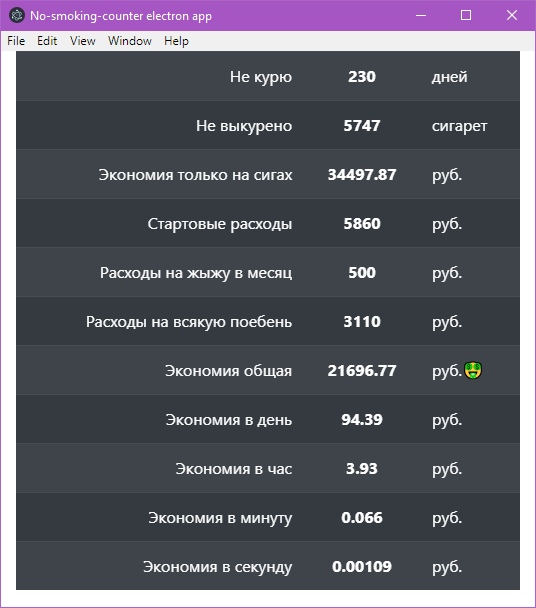 No-smoking-counter electron app
File Edit View Window Help
Не курю 230 дней
Не выкурено 5747 сигарет
Экономия только на сигах 34497.87 руб.
Стартовые расходы 5860 руб.
Расходы на жыжу в месяц 500 руб.
Расходы на всякую поебень 3110 руб.
Экономия общая 21696.77 руб.🤑
Экономия в день 94.39 руб.
Экономия в час 3.93 руб.
Экономия в минуту 0.066 руб.
Экономия в секунду 0.00109 руб.